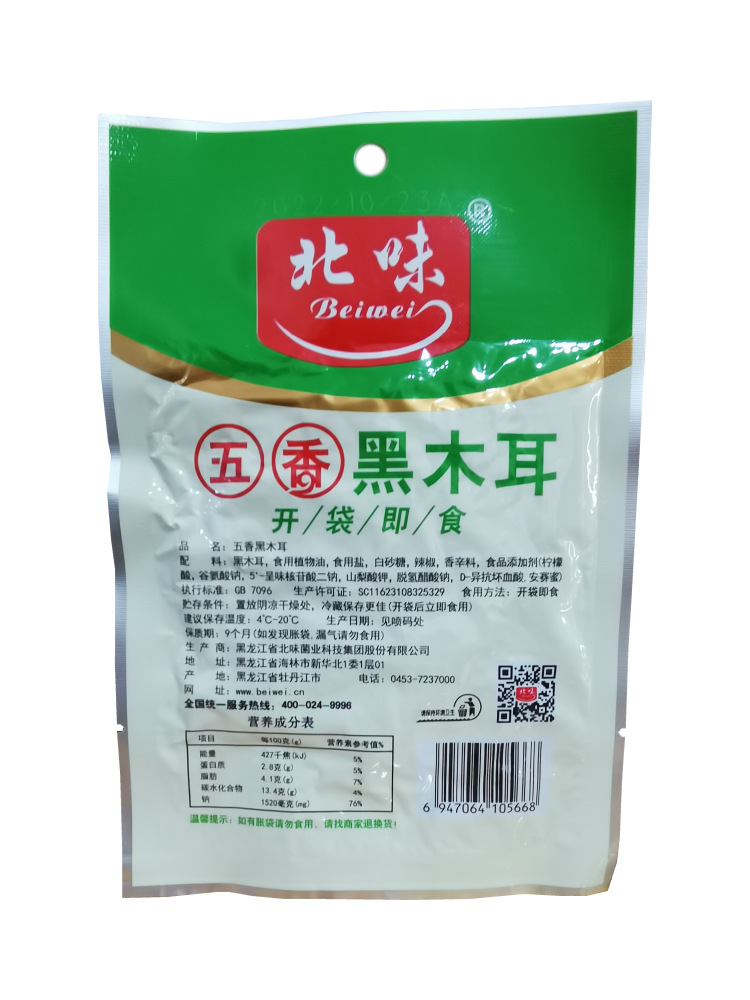 2022-10-23A
®
北味
Beiwei
五香黑木耳
开/袋/即/食
品 名：五香黑木耳
配 料：黑木耳，食用植物油，食用盐，白砂糖，辣椒，香辛料，食品添加剂(柠檬
酸，谷氨酸钠，5'-呈味核苷酸二钠，山梨酸钾，脱氢醋酸钠，D-异抗坏血酸，安赛蜜)
执行标准：GB 7096 生产许可证：SC11623108325329 食用方法：开袋即食
贮存条件：置放阴凉干燥处，冷藏保存更佳(开袋后立即食用)
建议保存温度：4℃-20℃ 生产日期：见喷码处
保质期：9个月(如发现胀袋,漏气请勿食用)
生产商：黑龙江省北味菌业科技集团股份有限公司
地 址：黑龙江省海林市新华北1委1层01
产 地：黑龙江省牡丹江市 电话：0453-7237000
网 址：www.beiwei.cn
全国统一服务热线：400-024-9996
请保持环境卫生
北味
营养成分表
项目 每100克(g) 营养素参考值%
能量 427千焦(kJ) 5%
蛋白质 2.8克(g) 5%
脂肪 4.1克(g) 7%
碳水化合物 13.4克(g) 4%
钠 1520毫克(mg) 76%
6 947064 105668
温馨提示：如有胀袋请勿食用，请找商家退换货！